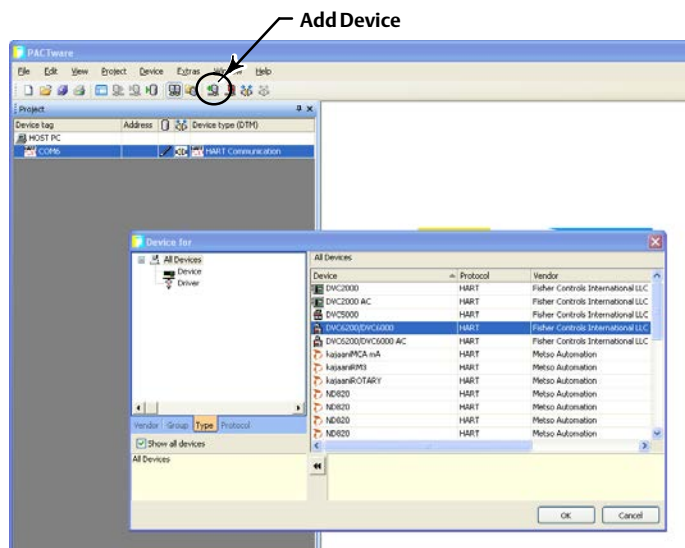 Add Device
PACTware
File Edit View Project Device Extras Window Help
Project
Device tag Address Device type (DTM)
HOST PC
COM6 HART Communication
Device for
All Devices
Device
Driver
Vendor Group Type Protocol
Show all devices
All Devices
All Devices
Device Protocol Vendor
DVC2000 HART Fisher Controls International LLC
DVC2000 AC HART Fisher Controls International LLC
DVC5000 HART Fisher Controls International LLC
DVC6200/DVC6000 HART Fisher Controls International LLC
DVC6200/DVC6000 AC HART Fisher Controls International LLC
kajaaniMCA mA HART Metso Automation
kajaaniRM3 HART Metso Automation
kajaaniROTARY HART Metso Automation
ND820 HART Metso Automation
ND820 HART Metso Automation
ND820 HART Metso Automation
ND820 HART Metso Automation
OK Cancel